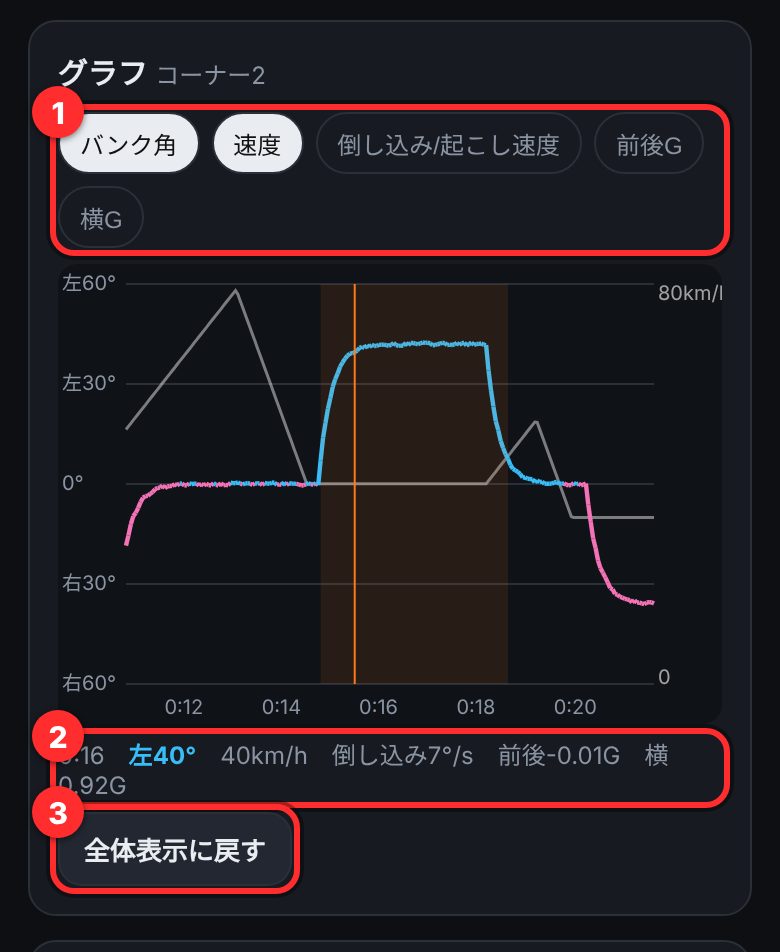 グラフ コーナー2
1
バンク角 速度 倒し込み/起こし速度 前後G
横G
左60° 80km/
左30°
0°
右30°
右60° 0
0:12 0:14 0:16 0:18 0:20
2
:16 左40° 40km/h 倒し込み7°/s 前後-0.01G 横
0.92G
3
全体表示に戻す